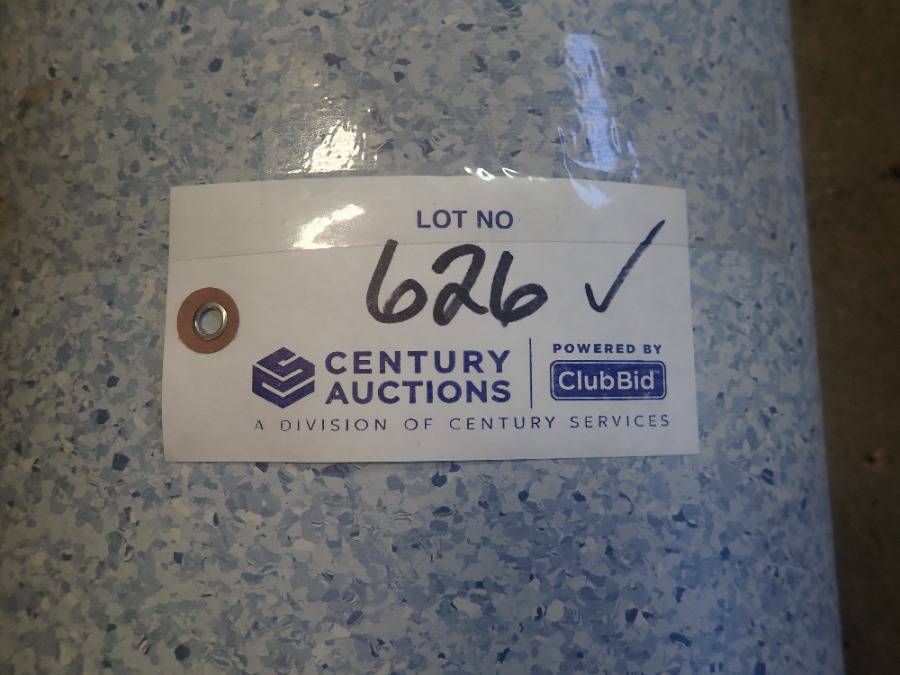 LOT NO
626 ✓
CENTURY
AUCTIONS
POWERED BY
ClubBid
A DIVISION OF CENTURY SERVICES